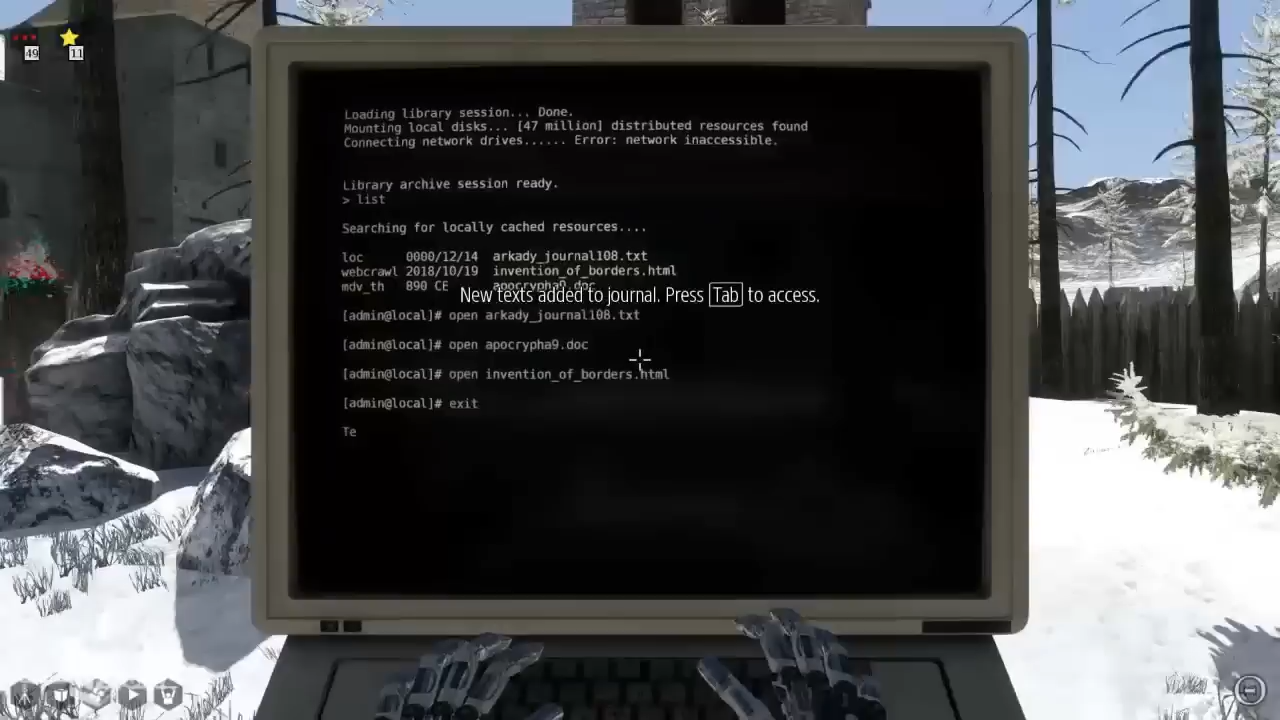 49
11
Loading library session... Done.
Mounting local disks... [47 million] distributed resources found
Connecting network drives...... Error: network inaccessible.
Library archive session ready.
> list
Searching for locally cached resources....
loc 0000/12/14 arkady_journal108.txt
webcrawl 2018/10/19 invention_of_borders.html
mdv_th 890 CE apocrypha9.doc
New texts added to journal. Press Tab to access.
[admin@local]# open arkady_journal108.txt
[admin@local]# open apocrypha9.doc
[admin@local]# open invention_of_borders.html
[admin@local]# exit
Te